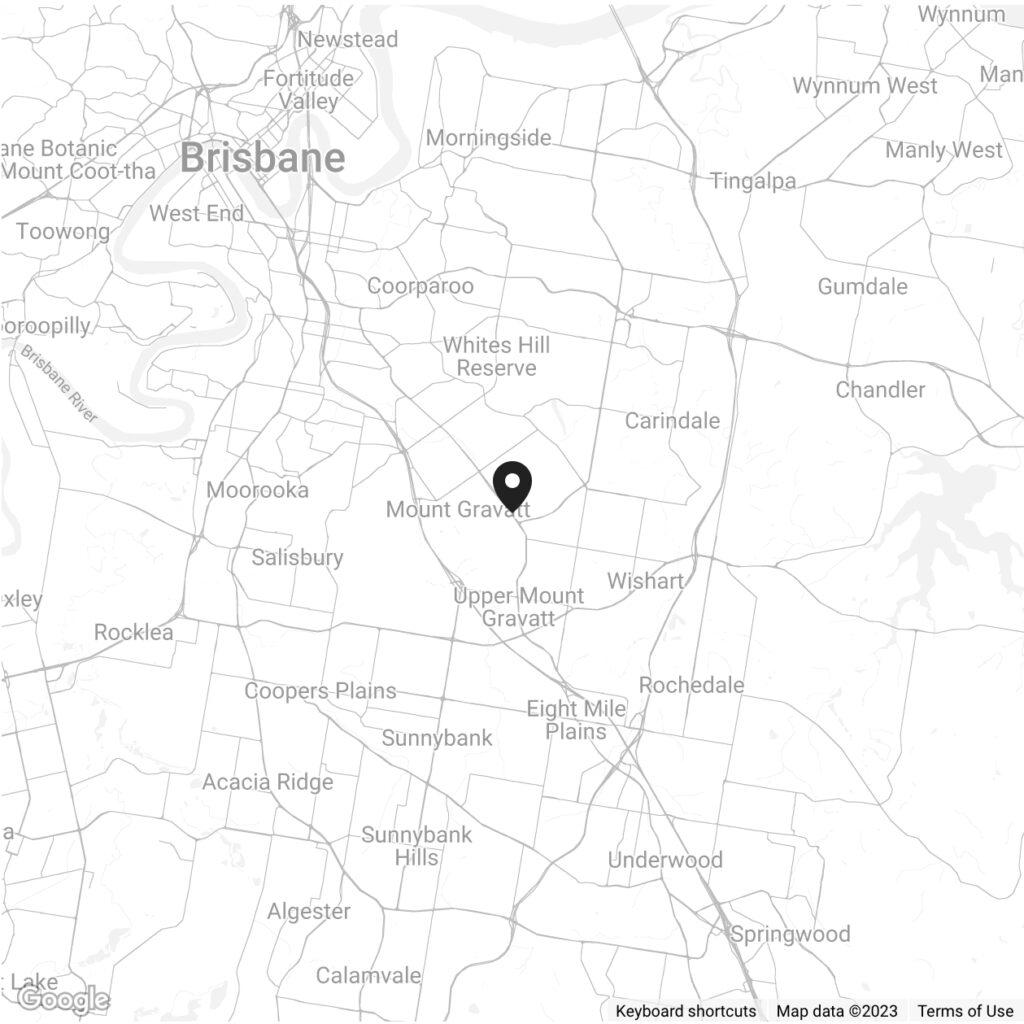 Wynnum
Newstead
Fortitude
Valley
Manl
Wynnum West
Morningside
ane Botanic
Mount Coot-tha
Brisbane
Manly West
Tingalpa
West End
Toowong
Coorparoo
Gumdale
oroopilly
Whites Hill
Reserve
Brisbane River
Chandler
Carindale
Moorooka
Mount Gravatt
Salisbury
Wishart
Upper Mount
Gravatt
xley
Rocklea
Coopers Plains
Rochedale
Eight Mile
Plains
Sunnybank
Acacia Ridge
a
Sunnybank
Hills
Underwood
Algester
Springwood
Calamvale
t Lake
Google
Keyboard shortcuts
Map data ©2023
Terms of Use